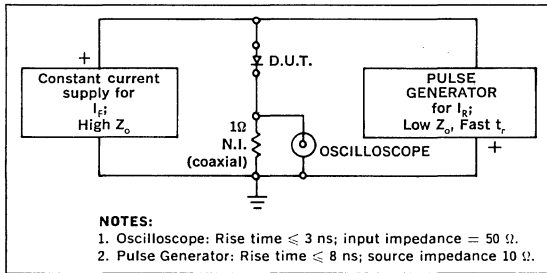 +
D.U.T.
Constant current
supply for
I_F;
High Z_o
PULSE
GENERATOR
for I_R;
Low Z_o, Fast t_r
+
1Ω
N.I.
(coaxial)
OSCILLOSCOPE
NOTES:
1. Oscilloscope: Rise time ⩽ 3 ns; input impedance = 50 Ω.
2. Pulse Generator: Rise time ⩽ 8 ns; source impedance 10 Ω.